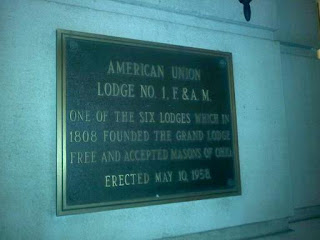 AMERICAN UNION
LODGE NO. 1, F. & A. M.
ONE OF THE SIX LODGES WHICH IN
1808 FOUNDED THE GRAND LODGE
FREE AND ACCEPTED MASONS OF OHIO
ERECTED MAY 10, 1958